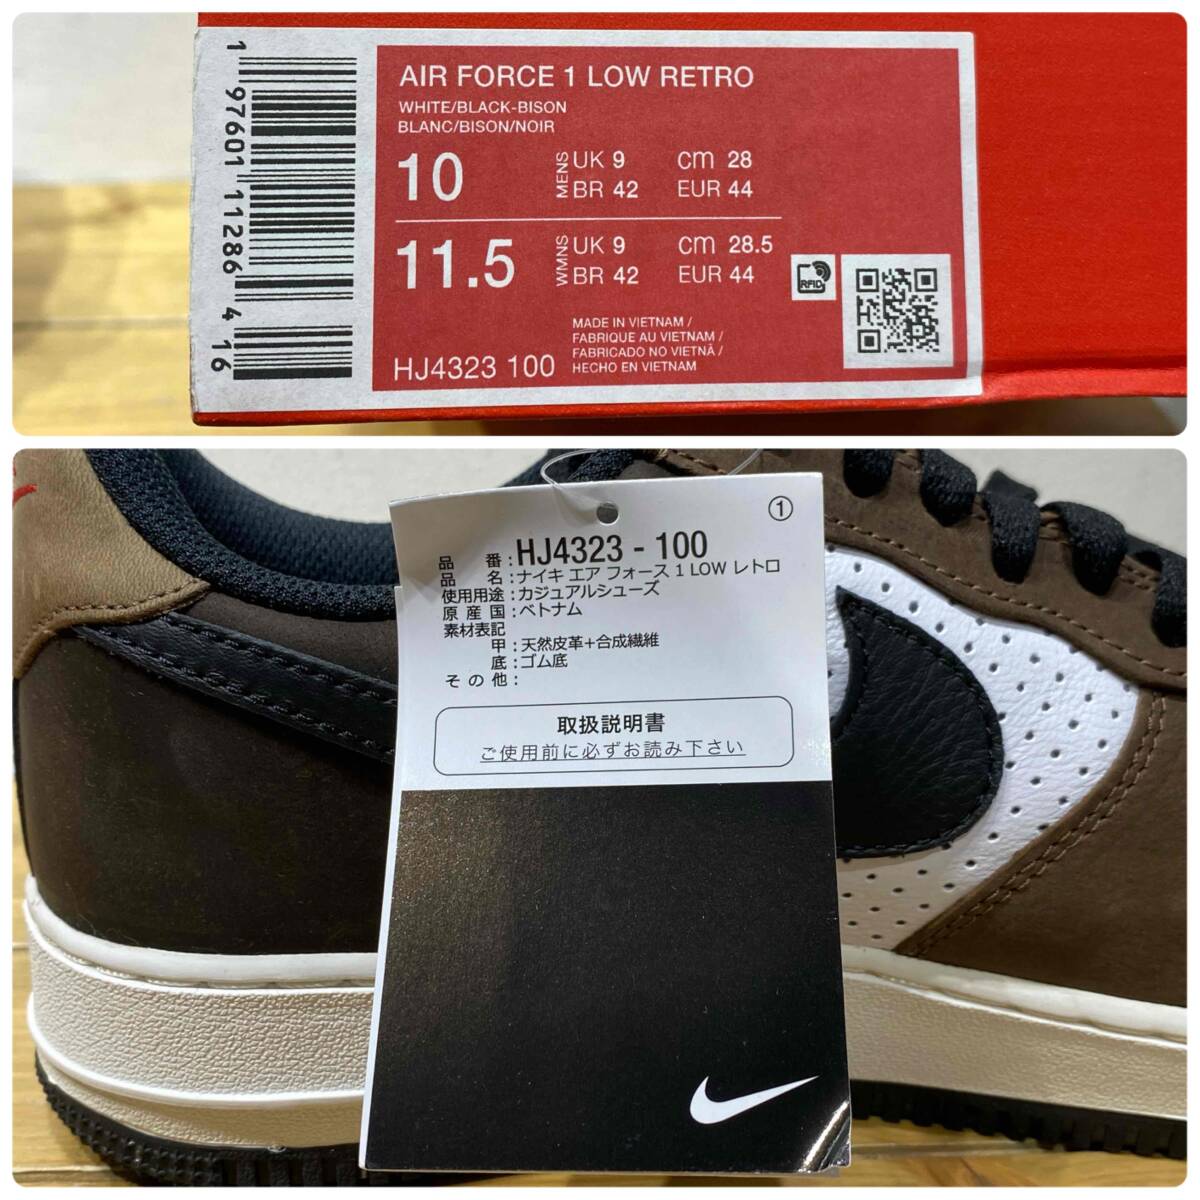 1 97601 11286 4 16
AIR FORCE 1 LOW RETRO
WHITE/BLACK-BISON
BLANC/BISON/NOIR
10 MENS UK 9 cm 28
BR 42 EUR 44
11.5 WMNS UK 9 cm 28.5
BR 42 EUR 44
RFID
HJ4323 100
MADE IN VIETNAM /
FABRIQUE AU VIETNAM /
FABRICADO NO VIETNÃ /
HECHO EN VIETNAM
①
品 番:HJ4323 - 100
品 名:ナイキ エア フォース 1 LOW レトロ
使用用途:カジュアルシューズ
原 産 国:ベトナム
素材表記
甲:天然皮革+合成繊維
底:ゴム底
そ の 他:
取扱説明書
ご使用前に必ずお読み下さい